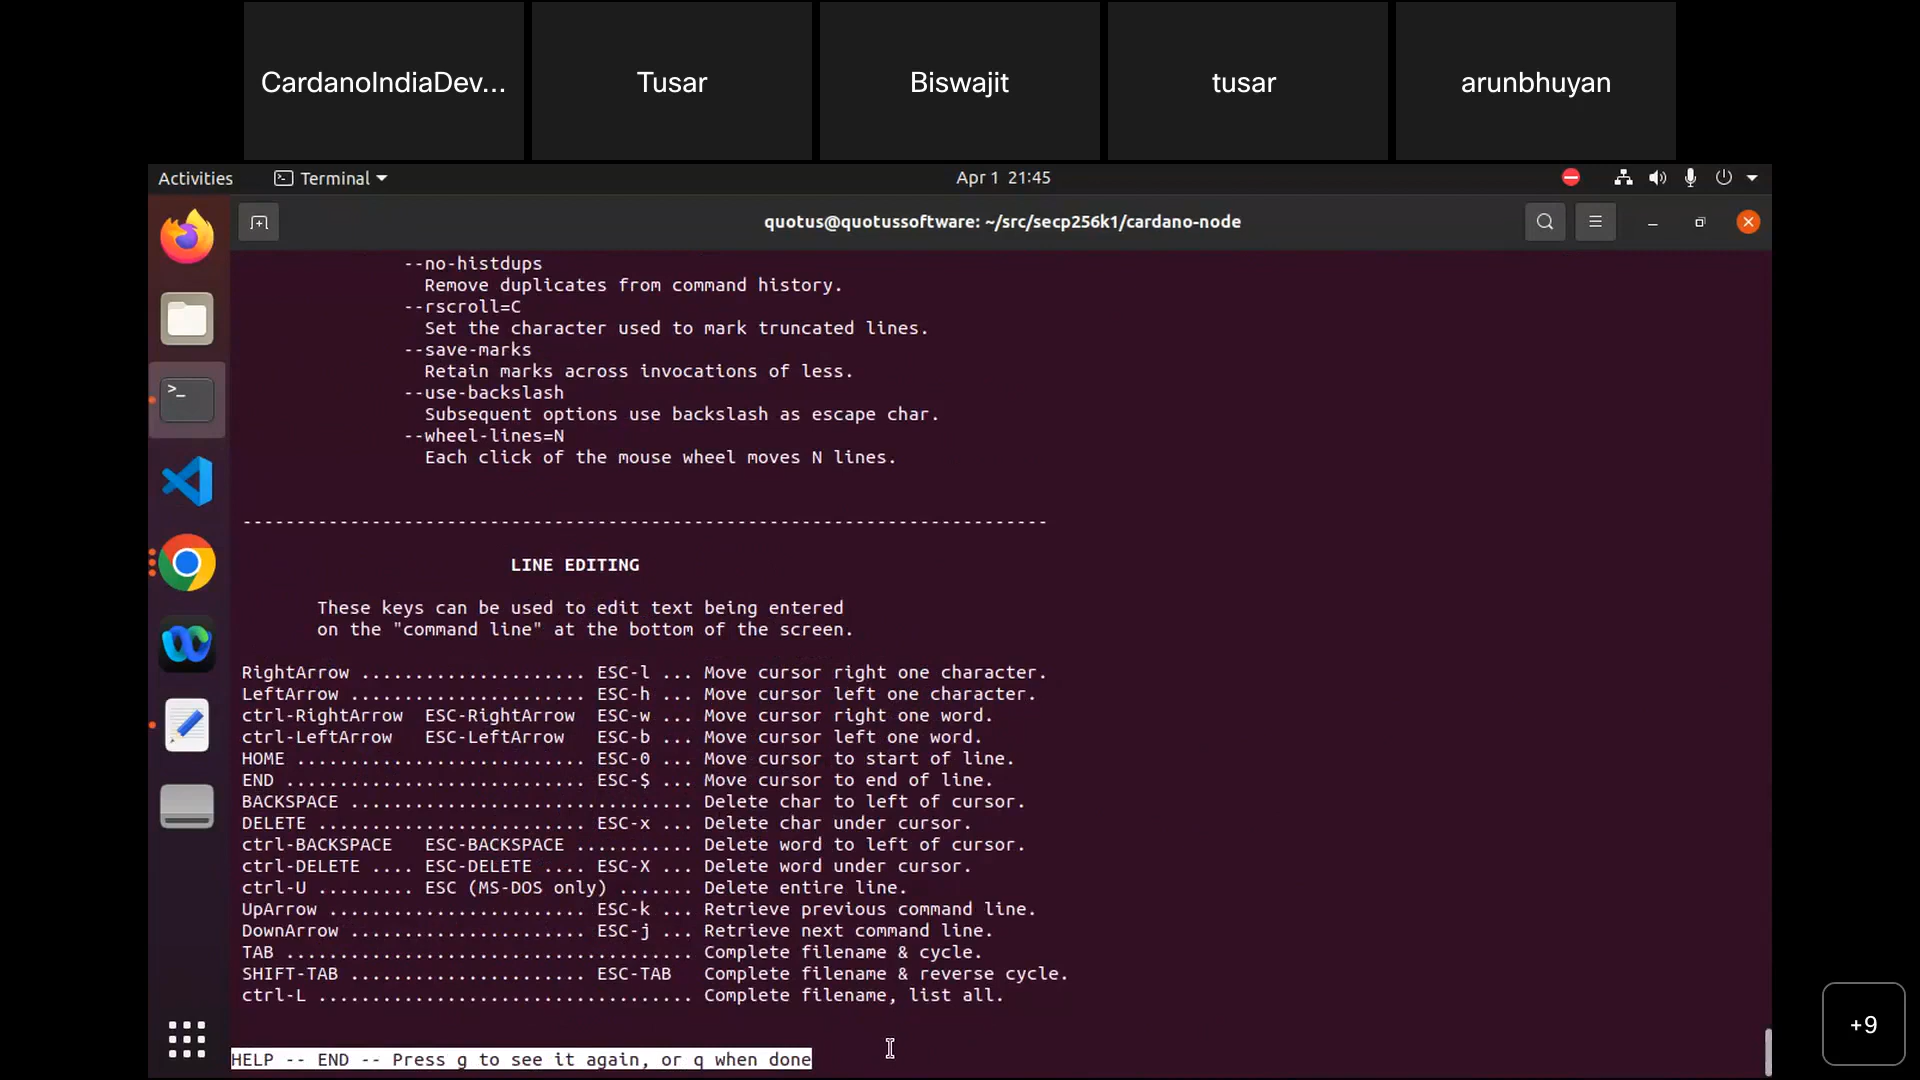 CardanoIndiaDev...
Tusar
Biswajit
tusar
arunbhuyan
Activities
Terminal
Apr 1 21:45
quotus@quotussoftware: ~/src/secp256k1/cardano-node
--no-histdups
Remove duplicates from command history.
--rscroll=C
Set the character used to mark truncated lines.
--save-marks
Retain marks across invocations of less.
--use-backslash
Subsequent options use backslash as escape char.
--wheel-lines=N
Each click of the mouse wheel moves N lines.
---------------------------------------------------------------------------
LINE EDITING
These keys can be used to edit text being entered
on the "command line" at the bottom of the screen.
RightArrow ..................... ESC-l ... Move cursor right one character.
LeftArrow ...................... ESC-h ... Move cursor left one character.
ctrl-RightArrow  ESC-RightArrow  ESC-w ... Move cursor right one word.
ctrl-LeftArrow   ESC-LeftArrow   ESC-b ... Move cursor left one word.
HOME ........................... ESC-0 ... Move cursor to start of line.
END ............................ ESC-$ ... Move cursor to end of line.
BACKSPACE ................................ Delete char to left of cursor.
DELETE ......................... ESC-x ... Delete char under cursor.
ctrl-BACKSPACE   ESC-BACKSPACE ........... Delete word to left of cursor.
ctrl-DELETE .... ESC-DELETE .... ESC-X ... Delete word under cursor.
ctrl-U ......... ESC (MS-DOS only) ....... Delete entire line.
UpArrow ........................ ESC-k ... Retrieve previous command line.
DownArrow ...................... ESC-j ... Retrieve next command line.
TAB ...................................... Complete filename & cycle.
SHIFT-TAB ...................... ESC-TAB   Complete filename & reverse cycle.
ctrl-L ................................... Complete filename, list all.
HELP -- END -- Press g to see it again, or q when done
+9